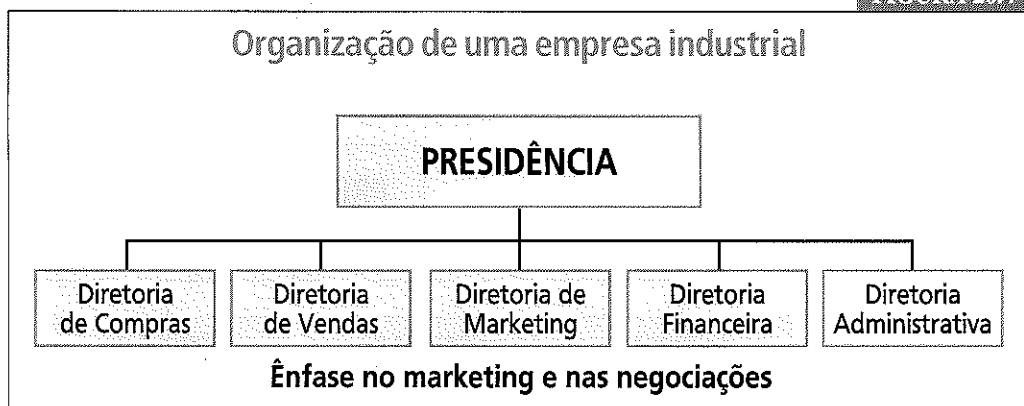 Organização de uma empresa industrial
PRESIDÊNCIA
Diretoria
de Compras
Diretoria
de Vendas
Diretoria de
Marketing
Diretoria
Financeira
Diretoria
Administrativa
Ênfase no marketing e nas negociações